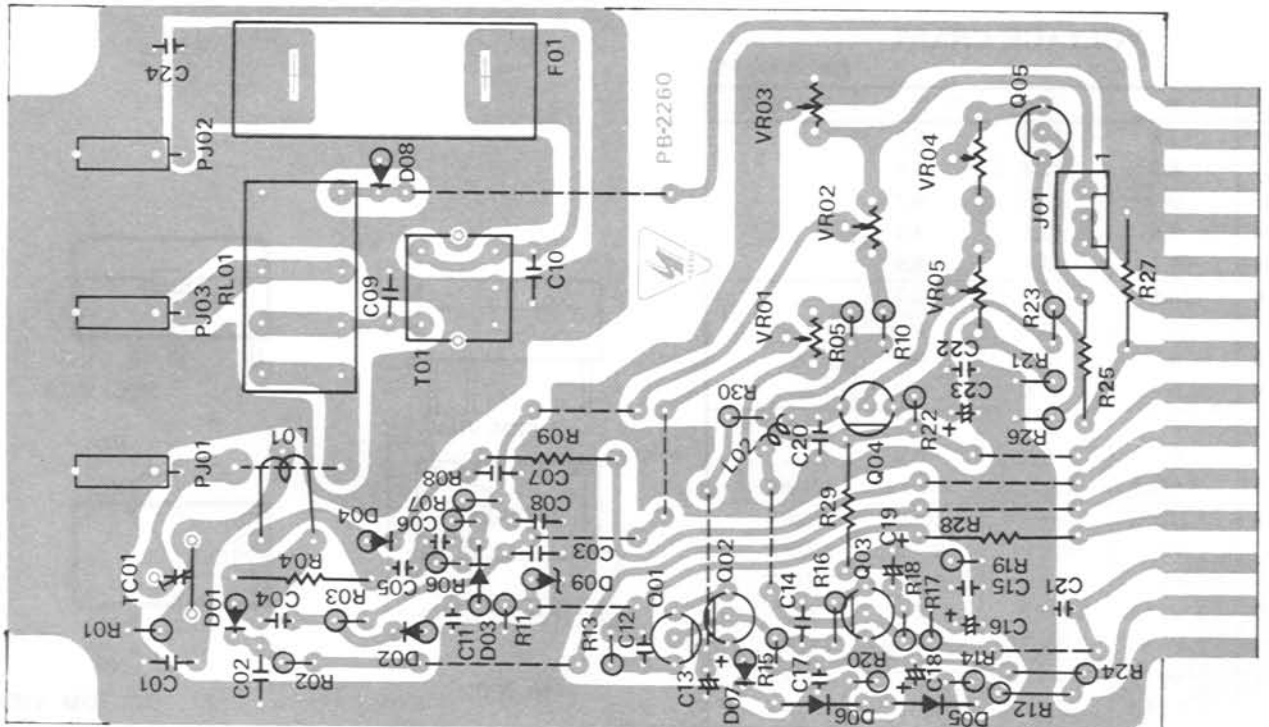 C24
F01
PJ02
D08
PB-2260
VR03
Q05
VR04
1
J01
VR02
RL01
PJ03
C09
C10
T01
VR01
R05
R10
VR05
R23
R27
C22
R21
C23
R25
R30
L01
R09
L02
C20
R22
+
R26
PJ01
R08
C07
Q04
R07
D04
C06
C08
R29
C19
+
R28
TC01
R04
C05
R06
C03
R16
Q03
R18
R19
D01
C04
R03
D09
Q02
C14
R17
C15
C21
R01
C11
D03
R11
R13
C12
Q01
+
C16
C01
C02
R02
D02
C13
+
D07
R15
C17
R20
+
C18
R14
R24
D06
D05
R12